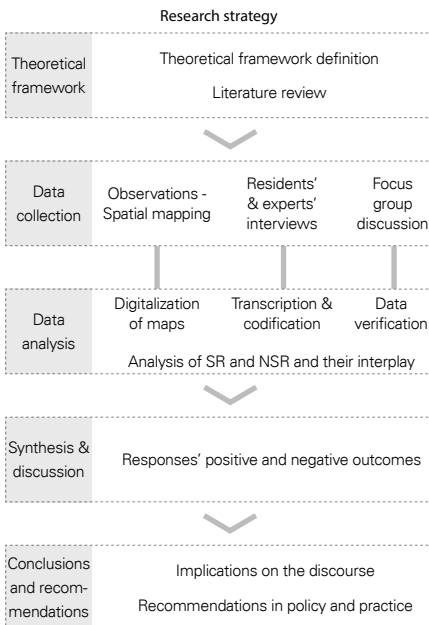 Research strategy
Theoretical
framework
Theoretical framework definition
Literature review
Data
collection
Observations -
Spatial mapping
Residents'
& experts'
interviews
Focus
group
discussion
Data
analysis
Digitalization
of maps
Transcription &
codification
Data
verification
Analysis of SR and NSR and their interplay
Synthesis &
discussion
Responses' positive and negative outcomes
Conclusions
and recom-
mendations
Implications on the discourse
Recommendations in policy and practice